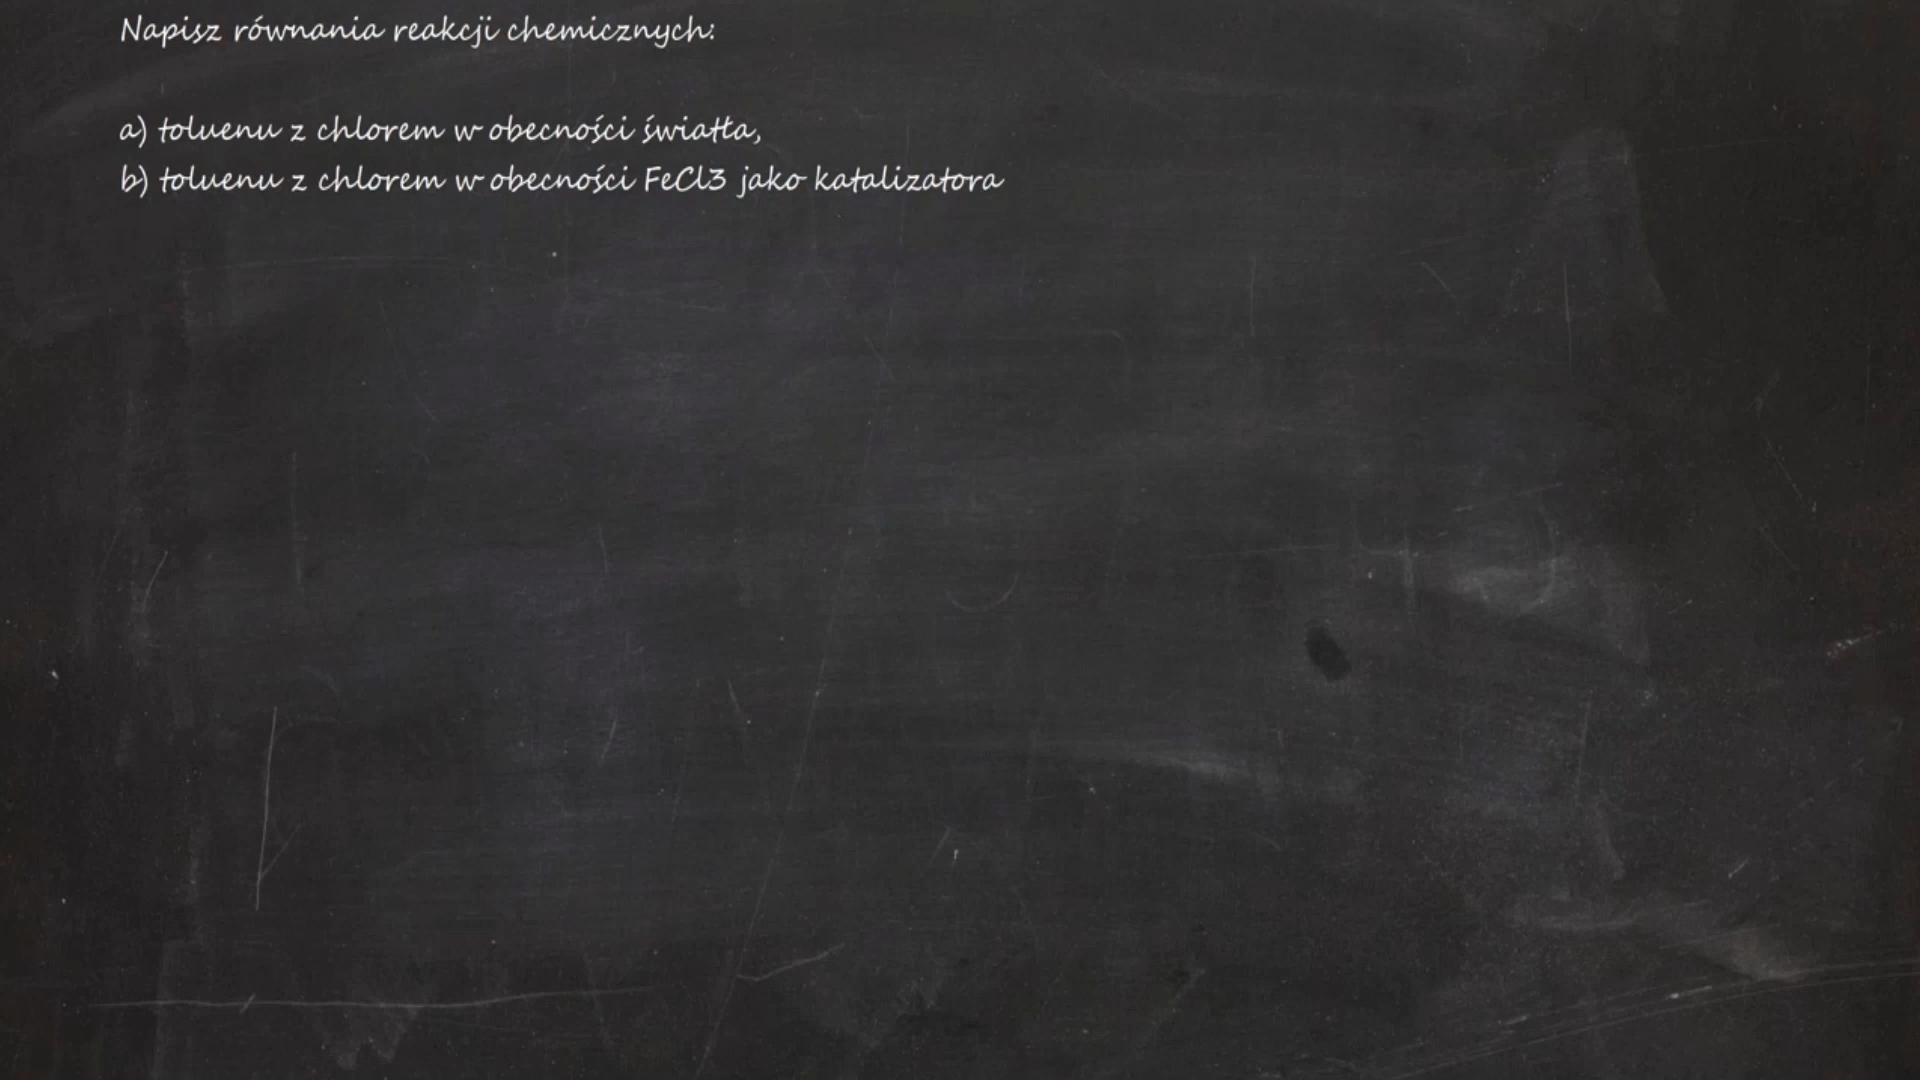 Napisz równania reakcji chemicznych:
a) toluenu z chlorem w obecności światła,
b) toluenu z chlorem w obecności FeCl3 jako katalizatora